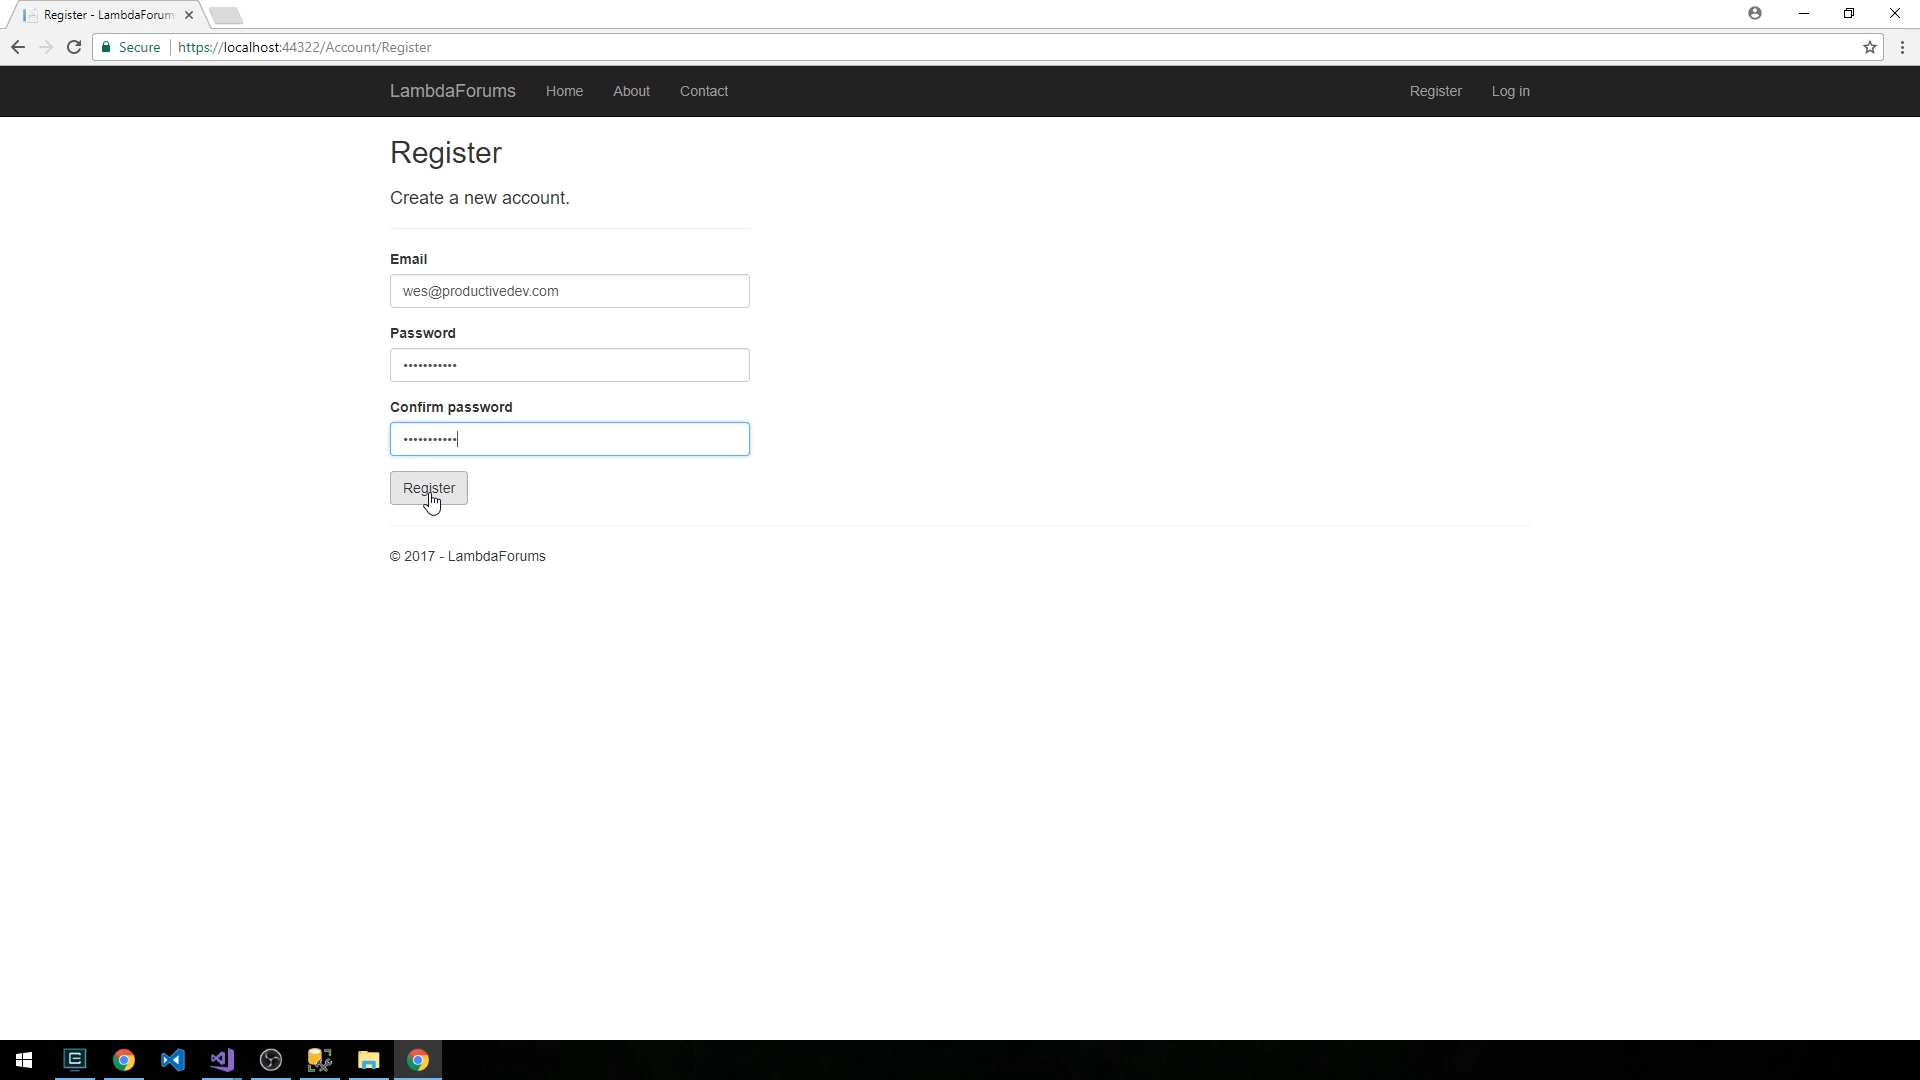 Register - LambdaForum
Secure https://localhost:44322/Account/Register
LambdaForums Home About Contact Register Log in
Register
Create a new account.
Email
wes@productivedev.com
Password
•••••••••••
Confirm password
•••••••••••
Register
© 2017 - LambdaForums